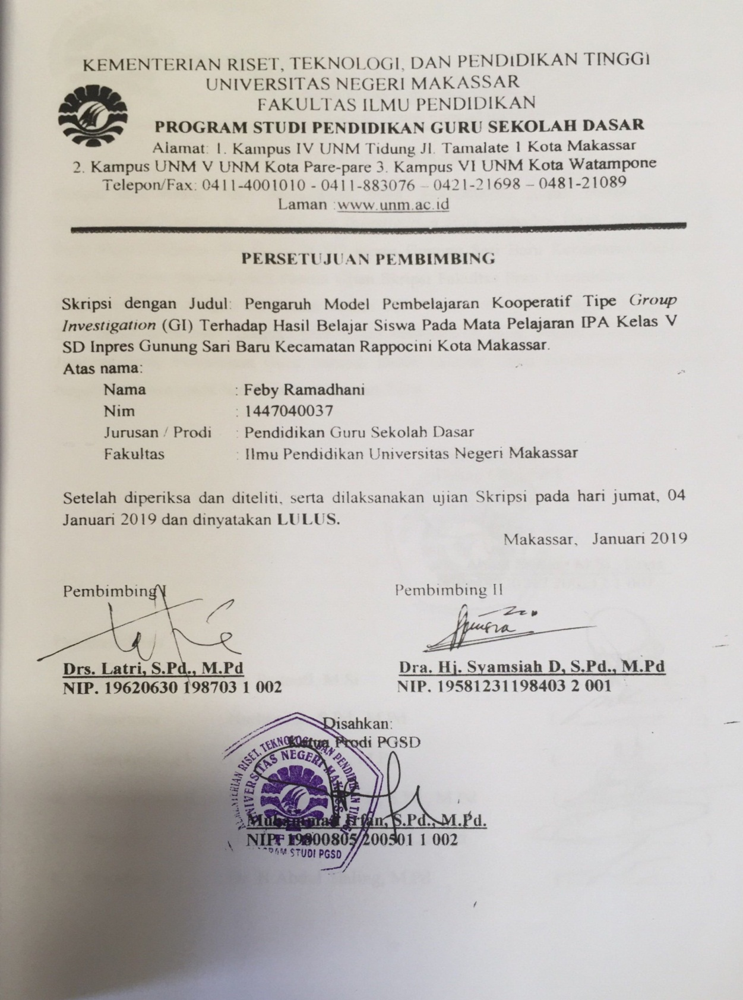 KEMENTERIAN RISET, TEKNOLOGI, DAN PENDIDIKAN TINGGI
UNIVERSITAS NEGERI MAKASSAR
FAKULTAS ILMU PENDIDIKAN
PROGRAM STUDI PENDIDIKAN GURU SEKOLAH DASAR
Alamat: 1. Kampus IV UNM Tidung Jl. Tamalate 1 Kota Makassar
2. Kampus UNM V UNM Kota Pare-pare 3. Kampus VI UNM Kota Watampone
Telepon/Fax: 0411-4001010 - 0411-883076 – 0421-21698 – 0481-21089
Laman :www.unm.ac.id
PERSETUJUAN PEMBIMBING
Skripsi dengan Judul: Pengaruh Model Pembelajaran Kooperatif Tipe Group
Investigation (GI) Terhadap Hasil Belajar Siswa Pada Mata Pelajaran IPA Kelas V
SD Inpres Gunung Sari Baru Kecamatan Rappocini Kota Makassar.
Atas nama:
Nama : Feby Ramadhani
Nim : 1447040037
Jurusan / Prodi : Pendidikan Guru Sekolah Dasar
Fakultas : Ilmu Pendidikan Universitas Negeri Makassar
Setelah diperiksa dan diteliti, serta dilaksanakan ujian Skripsi pada hari jumat, 04
Januari 2019 dan dinyatakan LULUS.
Makassar, Januari 2019
Pembimbing I Pembimbing II
Drs. Latri, S.Pd., M.Pd Dra. Hj. Syamsiah D, S.Pd., M.Pd
NIP. 19620630 198703 1 002 NIP. 19581231198403 2 001
Disahkan:
Ketua Prodi PGSD
RISET, TEKNOLOGI DAN PENDIDIKAN TINGGI
UNIVERSITAS NEGERI MAKASSAR
Muhammad Irfan, S.Pd., M.Pd.
NIP. 19800805 200501 1 002
STUDI PGSD